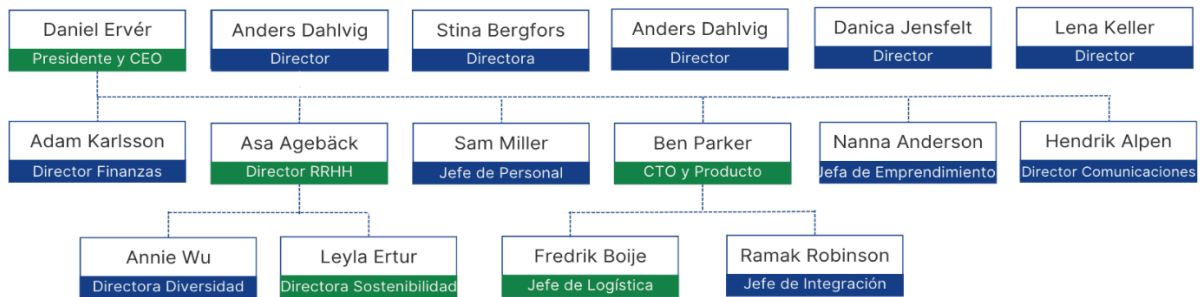 Daniel Ervér
Presidente y CEO
Anders Dahlvig
Director
Stina Bergfors
Directora
Anders Dahlvig
Director
Danica Jensfelt
Director
Lena Keller
Director
Adam Karlsson
Director Finanzas
Asa Agebäck
Director RRHH
Sam Miller
Jefe de Personal
Ben Parker
CTO y Producto
Nanna Anderson
Jefa de Emprendimiento
Hendrik Alpen
Director Comunicaciones
Annie Wu
Directora Diversidad
Leyla Ertur
Directora Sostenibilidad
Fredrik Boije
Jefe de Logística
Ramak Robinson
Jefe de Integración